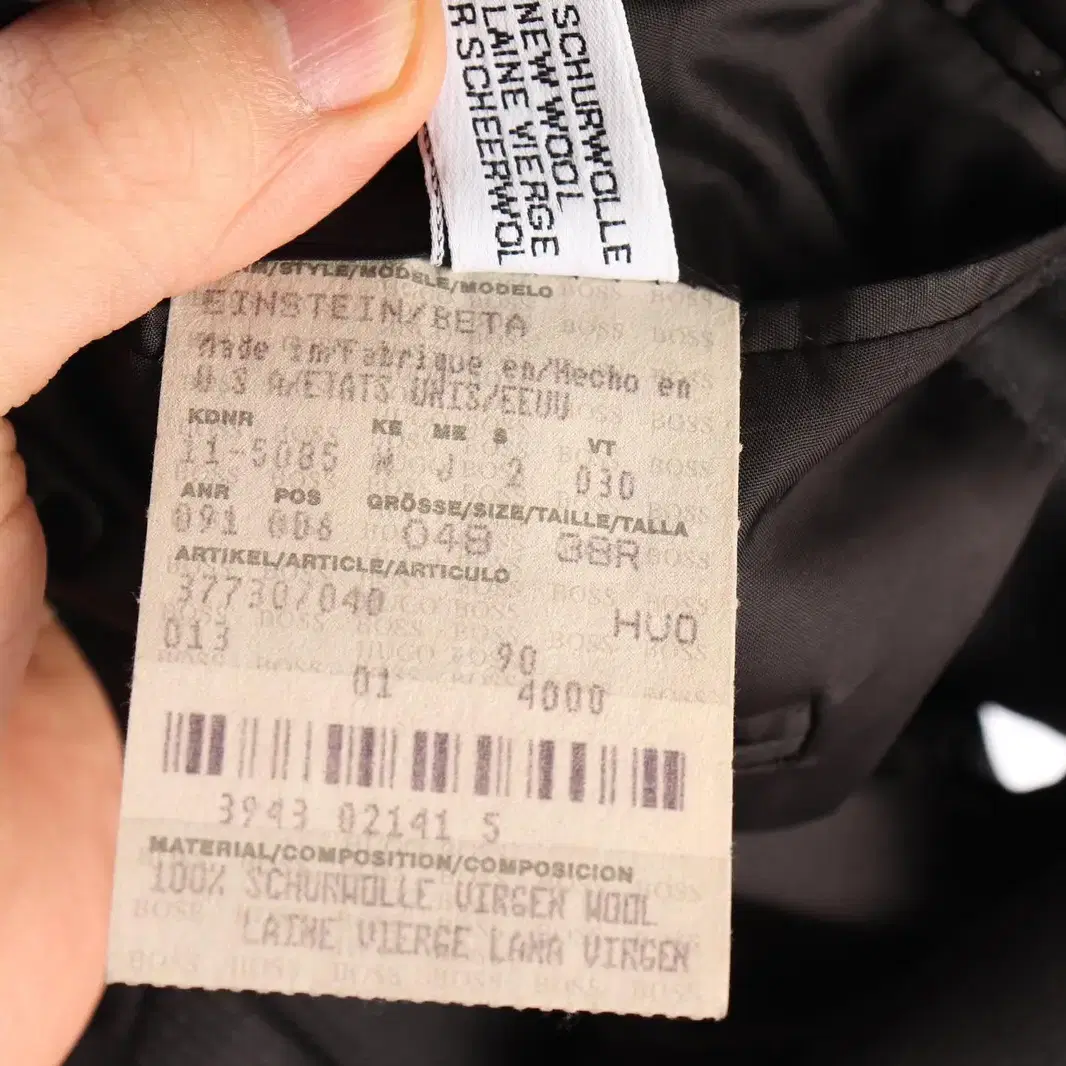 SCHURWOLLE
NEW WOOL
LAINE VIERGE
R SCHEERWOL
/STYLE/MODELE/MODELO
EINSTEIN/BETA
Made in/Fabrique en/Hecho en
U S A/ETATS UNIS/EEUU
KDNR KE ME S VT
11-5085 J 2 030
ANR POS GRÖSSE/SIZE/TAILLE/TALLA
091 006 048 38R
ARTIKEL/ARTICLE/ARTICULO
37730/040 HUO
013 90
01 4000
3943 02141 5
MATERIAL/COMPOSITION/COMPOSICION
100% SCHURWOLLE VIRGEN WOOL
LAINE VIERGE LANA VIRGEN